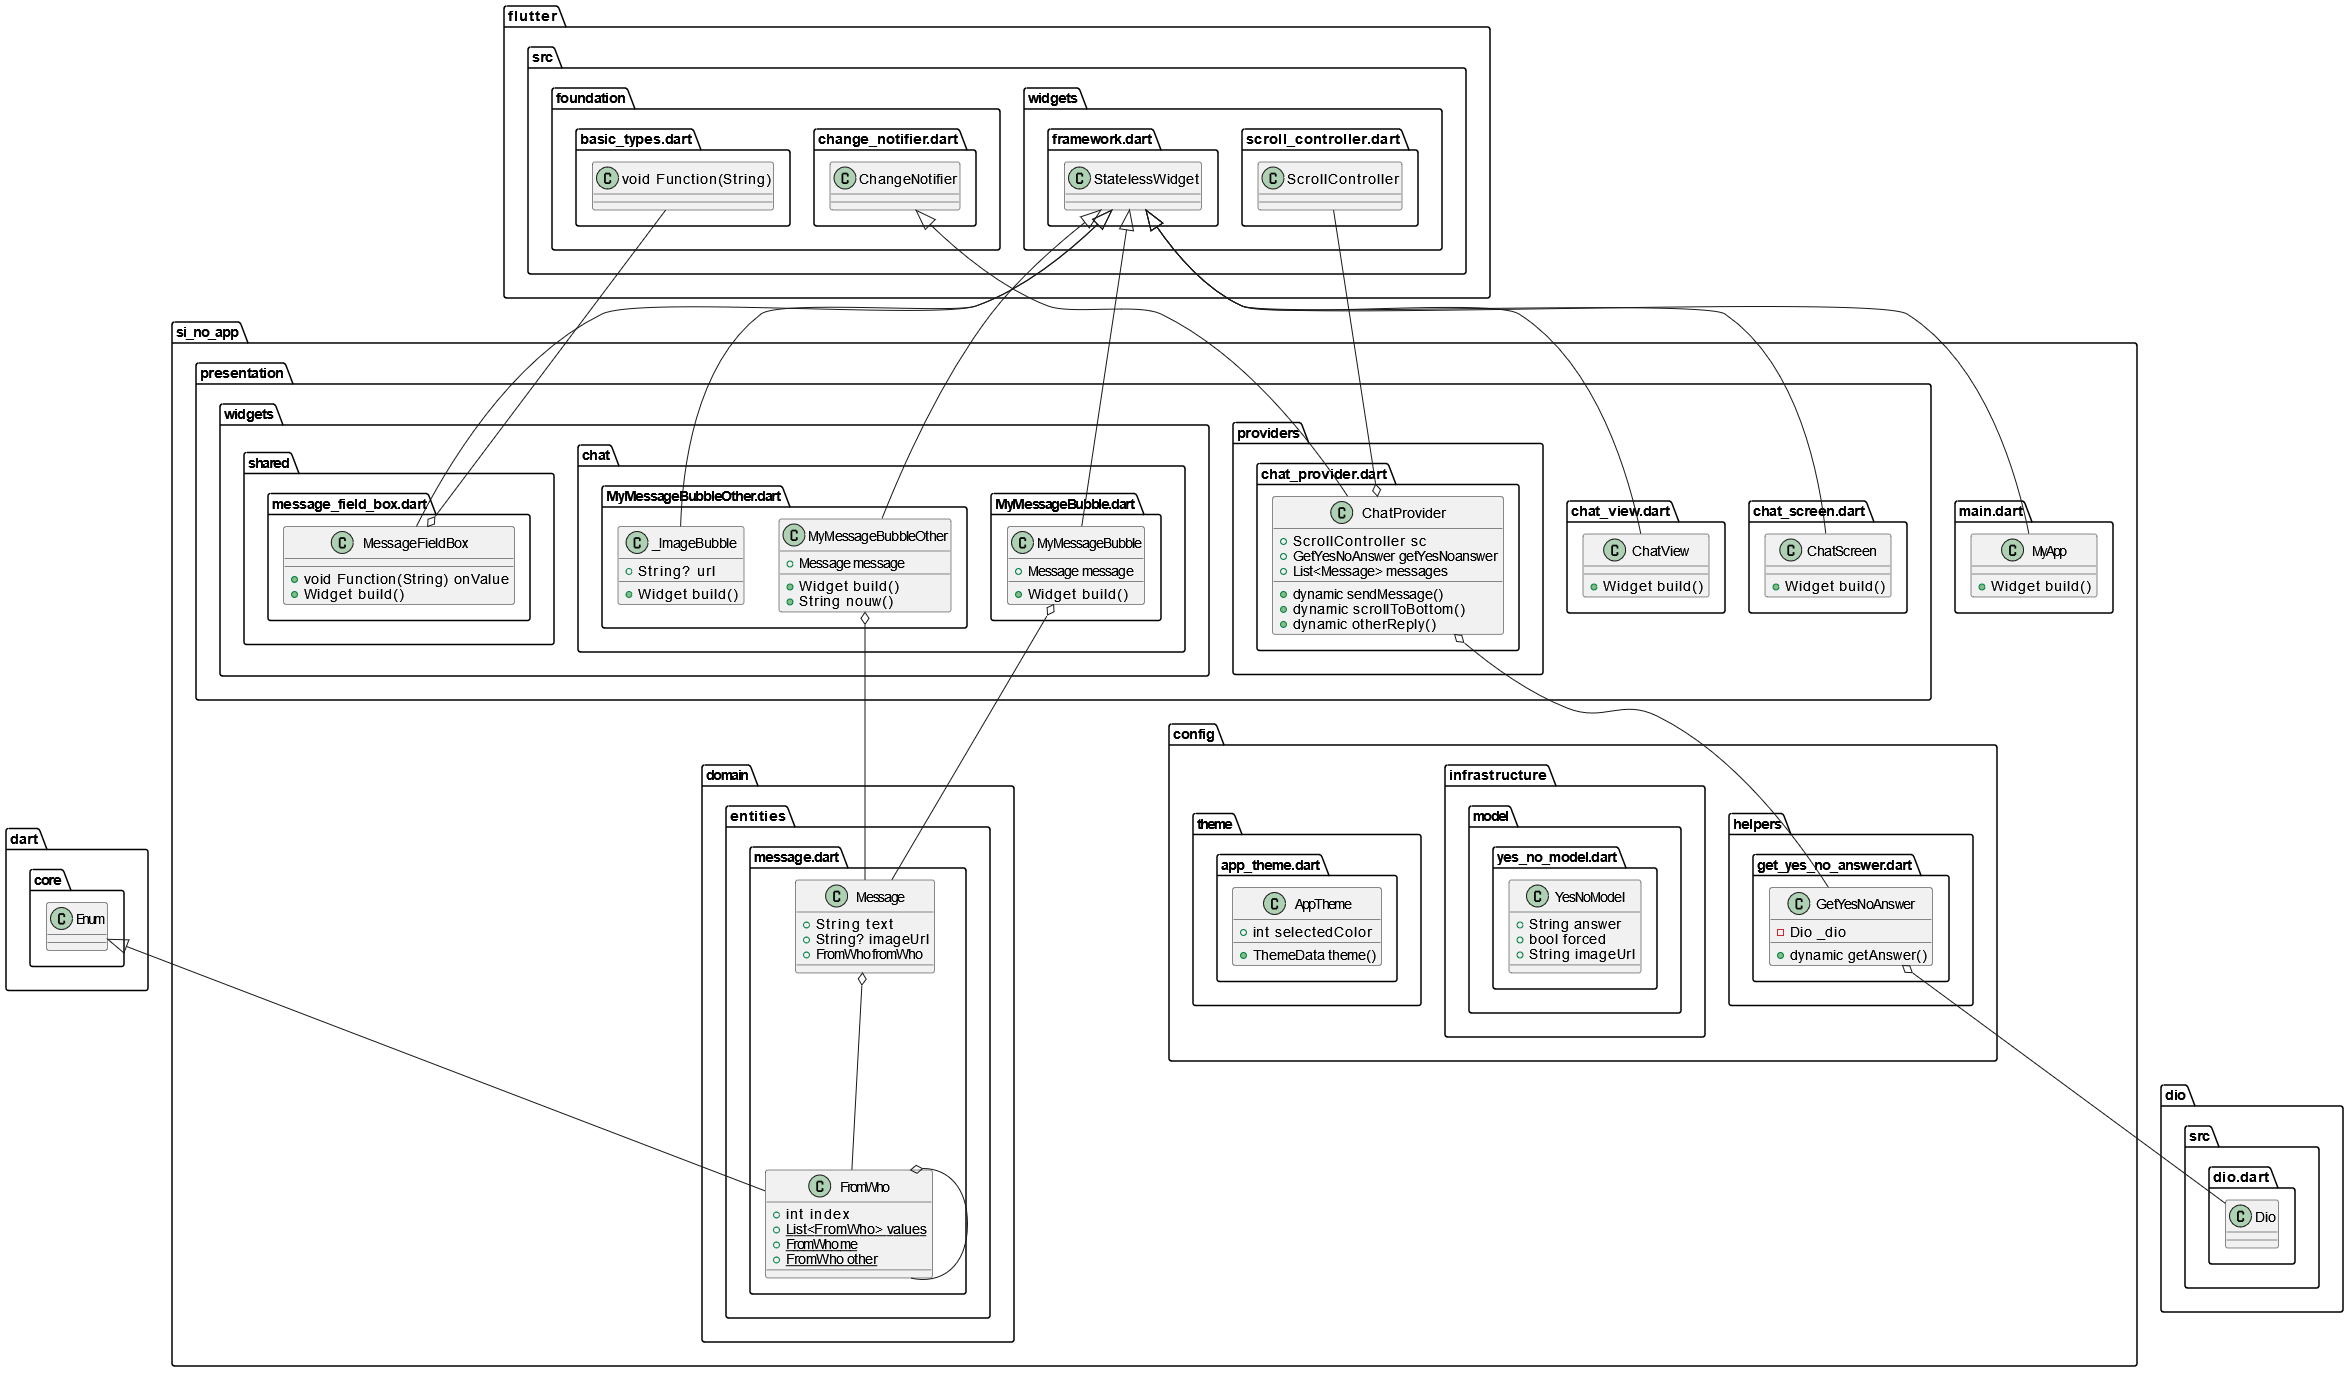 flutter
src
foundation
widgets
basic_types.dart
change_notifier.dart
framework.dart
scroll_controller.dart
C void Function(String)
C ChangeNotifier
C StatelessWidget
C ScrollController
si_no_app
presentation
widgets
shared
message_field_box.dart
C MessageFieldBox
void Function(String) onValue
Widget build()
chat
MyMessageBubbleOther.dart
C _ImageBubble
String? url
Widget build()
C MyMessageBubbleOther
Message message
Widget build()
String nouw()
MyMessageBubble.dart
C MyMessageBubble
Message message
Widget build()
providers
chat_provider.dart
C ChatProvider
ScrollController sc
GetYesNoAnswer getYesNoanswer
List<Message> messages
dynamic sendMessage()
dynamic scrollToBottom()
dynamic otherReply()
chat_view.dart
C ChatView
Widget build()
chat_screen.dart
C ChatScreen
Widget build()
main.dart
C MyApp
Widget build()
dart
core
C Enum
domain
entities
message.dart
C Message
String text
String? imageUrl
FromWho fromWho
C FromWho
int index
List<FromWho> values
FromWho me
FromWho other
config
theme
app_theme.dart
C AppTheme
int selectedColor
ThemeData theme()
infrastructure
model
yes_no_model.dart
C YesNoModel
String answer
bool forced
String imageUrl
helpers
get_yes_no_answer.dart
C GetYesNoAnswer
Dio _dio
dynamic getAnswer()
dio
src
dio.dart
C Dio